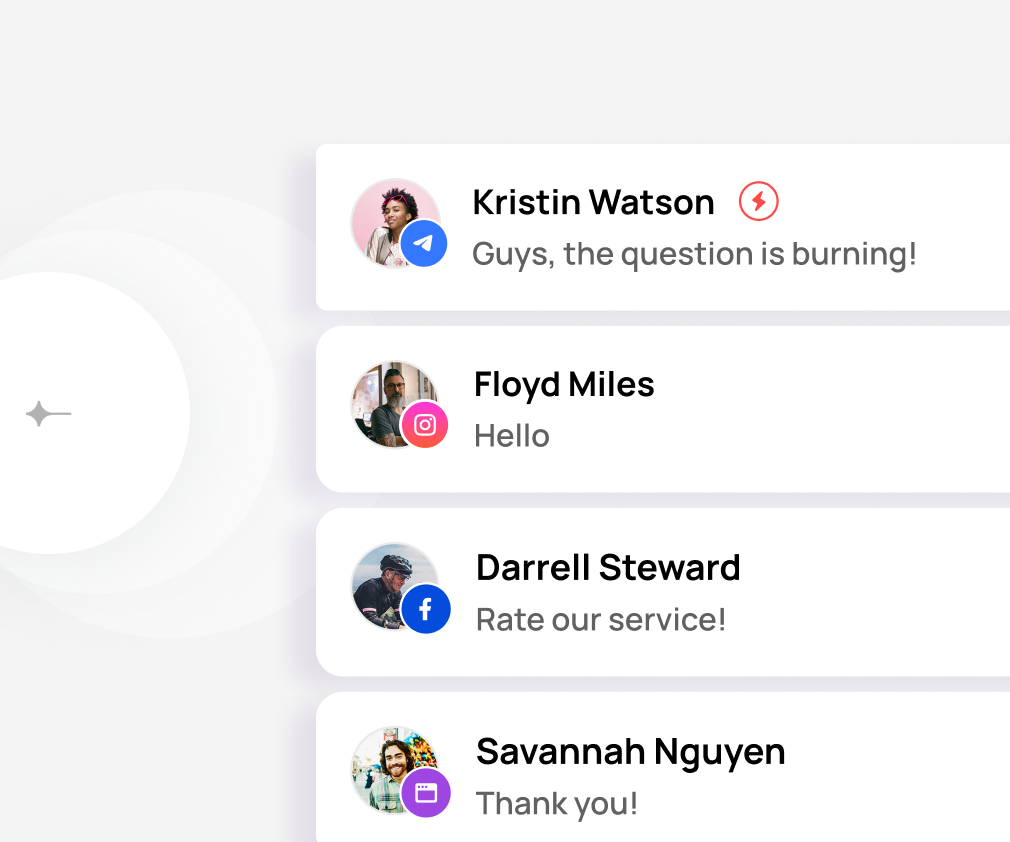 Kristin Watson
Guys, the question is burning!
Floyd Miles
Hello
Darrell Steward
Rate our service!
Savannah Nguyen
Thank you!